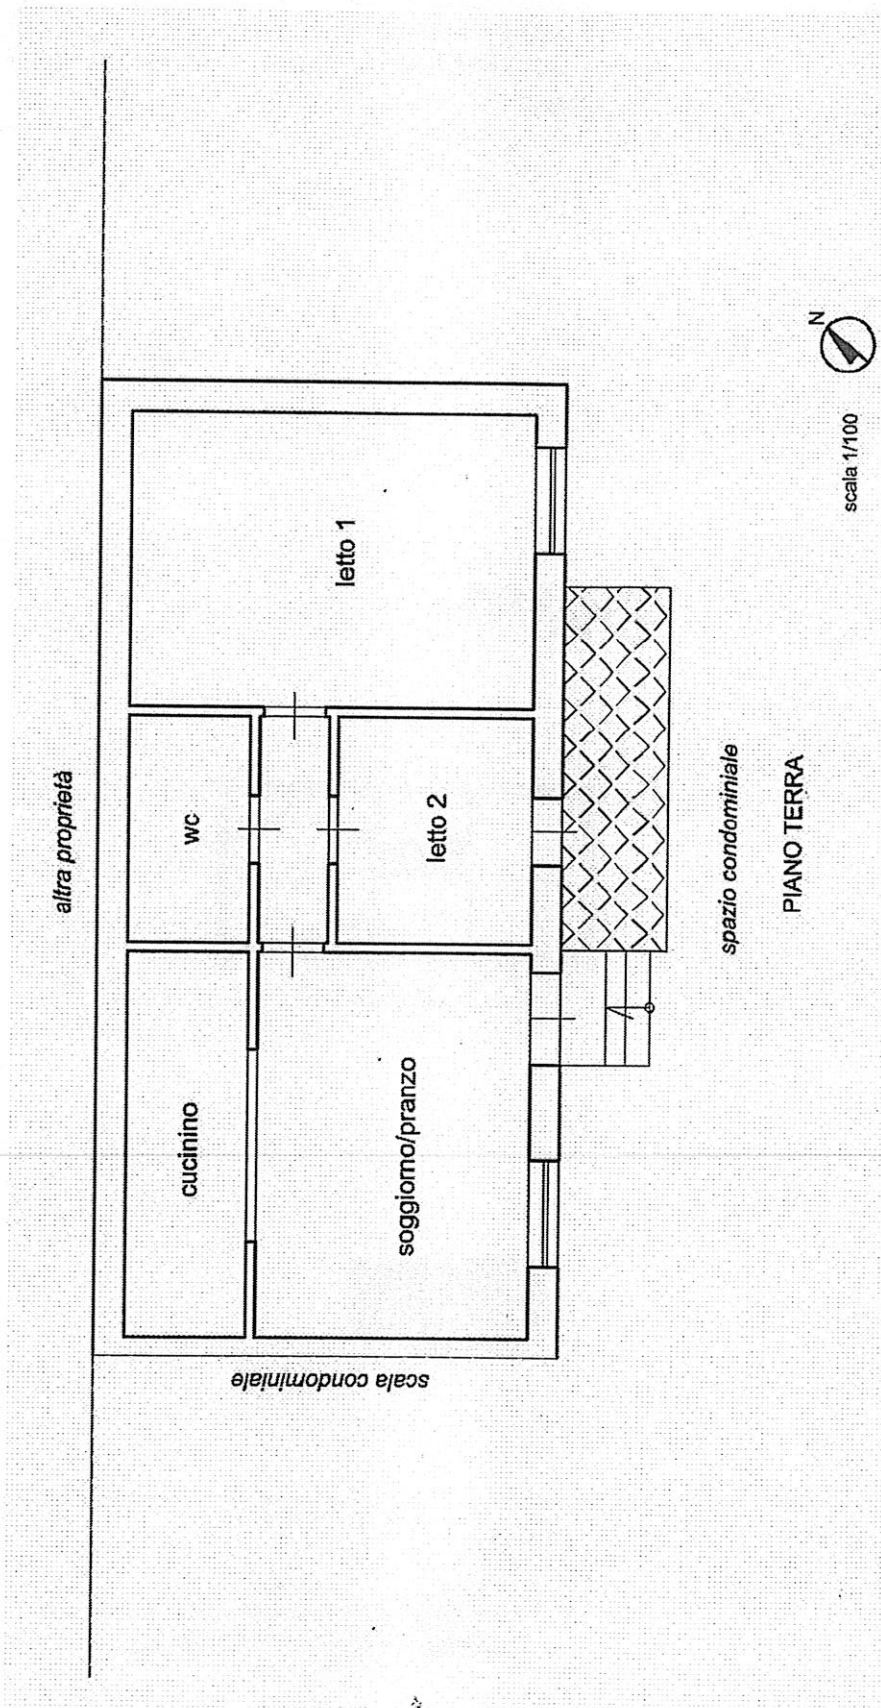 altra proprietà
cucinino
wc
letto 1
soggiorno/pranzo
letto 2
scala condominiale
spazio condominiale
PIANO TERRA
scala 1/100
N